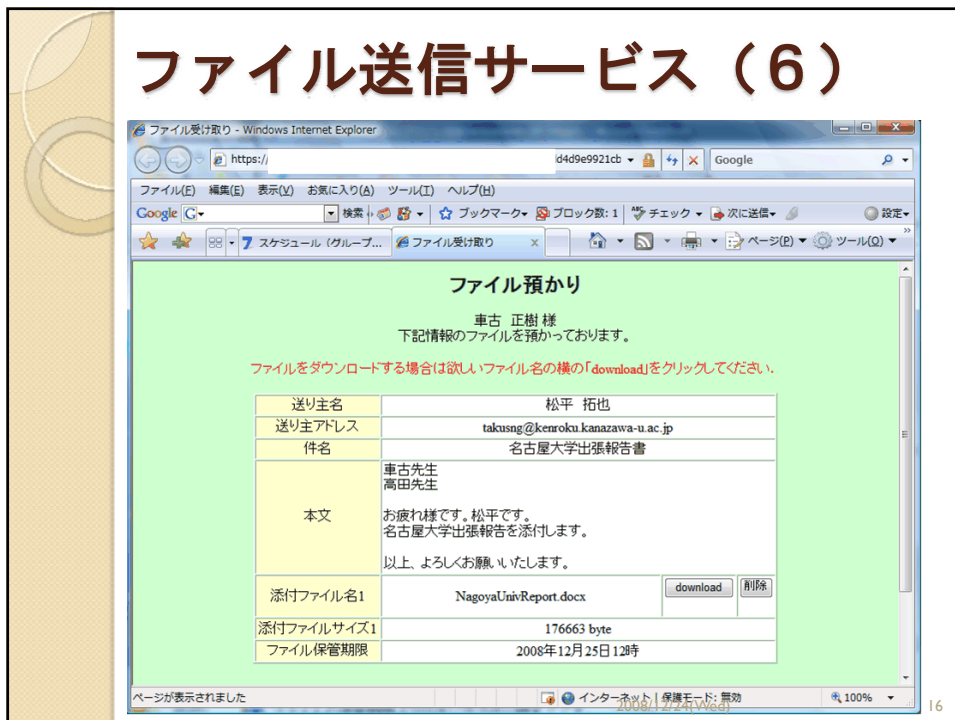 ファイル送信サービス（６）
ファイル受け取り - Windows Internet Explorer
https:// d4d9e9921cb Google
ファイル(F) 編集(E) 表示(V) お気に入り(A) ツール(T) ヘルプ(H)
Google 検索 ブックマーク ブロック数: 1 チェック 次に送信 設定
スケジュール（グループ... ファイル受け取り ページ(P) ツール(O)
ファイル預かり
車古 正樹 様
下記情報のファイルを預かっております。
ファイルをダウンロードする場合は欲しいファイル名の横の「download」をクリックしてください.
送り主名 松平 拓也
送り主アドレス takusng@kenroku.kanazawa-u.ac.jp
件名 名古屋大学出張報告書
本文
車古先生
高田先生
お疲れ様です。松平です。
名古屋大学出張報告を添付します。
以上、よろしくお願いいたします。
添付ファイル名1 NagoyaUnivReport.docx download 削除
添付ファイルサイズ1 176663 byte
ファイル保管期限 2008年12月25日12時
ページが表示されました インターネット | 保護モード: 無効 100%
2008/12/24(Wed) 16